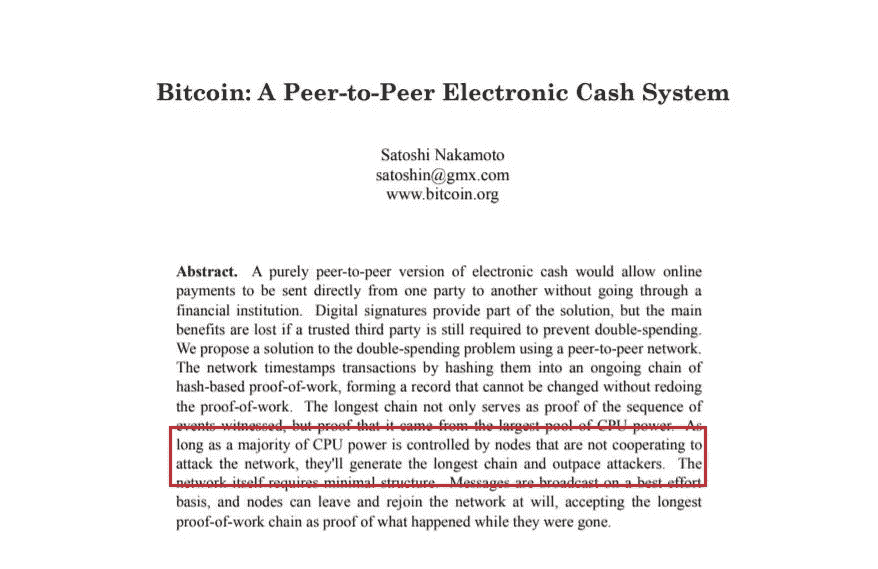 Bitcoin: A Peer-to-Peer Electronic Cash System
Satoshi Nakamoto
satoshin@gmx.com
www.bitcoin.org
Abstract. A purely peer-to-peer version of electronic cash would allow online
payments to be sent directly from one party to another without going through a
financial institution. Digital signatures provide part of the solution, but the main
benefits are lost if a trusted third party is still required to prevent double-spending.
We propose a solution to the double-spending problem using a peer-to-peer network.
The network timestamps transactions by hashing them into an ongoing chain of
hash-based proof-of-work, forming a record that cannot be changed without redoing
the proof-of-work. The longest chain not only serves as proof of the sequence of
events witnessed, but proof that it came from the largest pool of CPU power. As
long as a majority of CPU power is controlled by nodes that are not cooperating to
attack the network, they'll generate the longest chain and outpace attackers. The
network itself requires minimal structure. Messages are broadcast on a best effort
basis, and nodes can leave and rejoin the network at will, accepting the longest
proof-of-work chain as proof of what happened while they were gone.